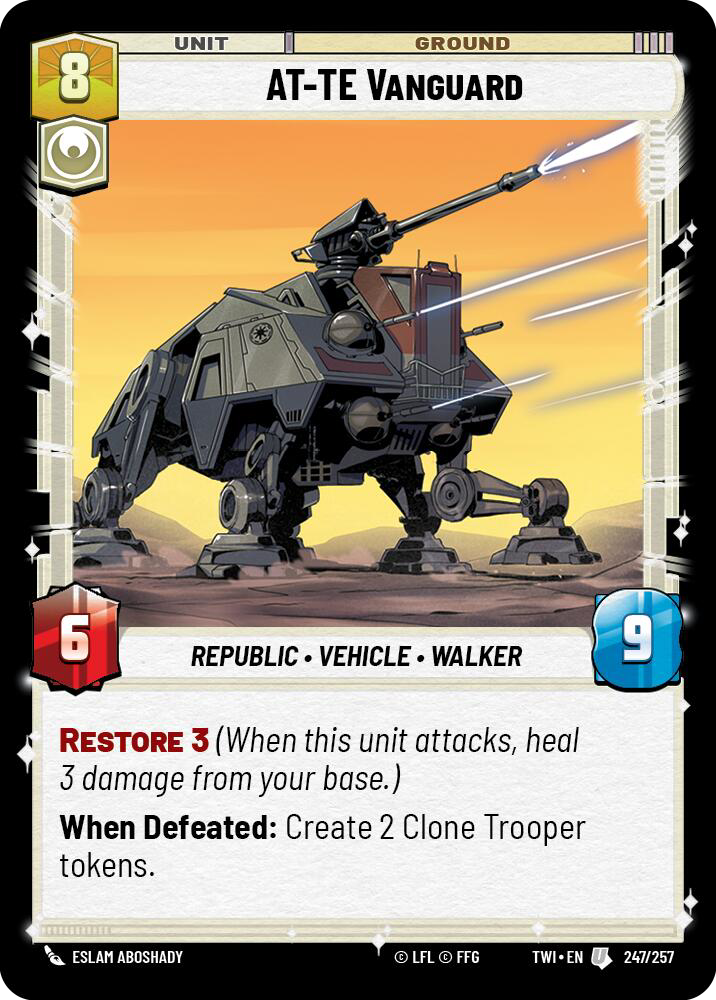 UNIT
GROUND
8
AT-TE VANGUARD
6
REPUBLIC • VEHICLE • WALKER
9
RESTORE 3 (When this unit attacks, heal
3 damage from your base.)
When Defeated: Create 2 Clone Trooper
tokens.
ESLAM ABOSHADY
© LFL © FFG
TWI • EN
U
247/257